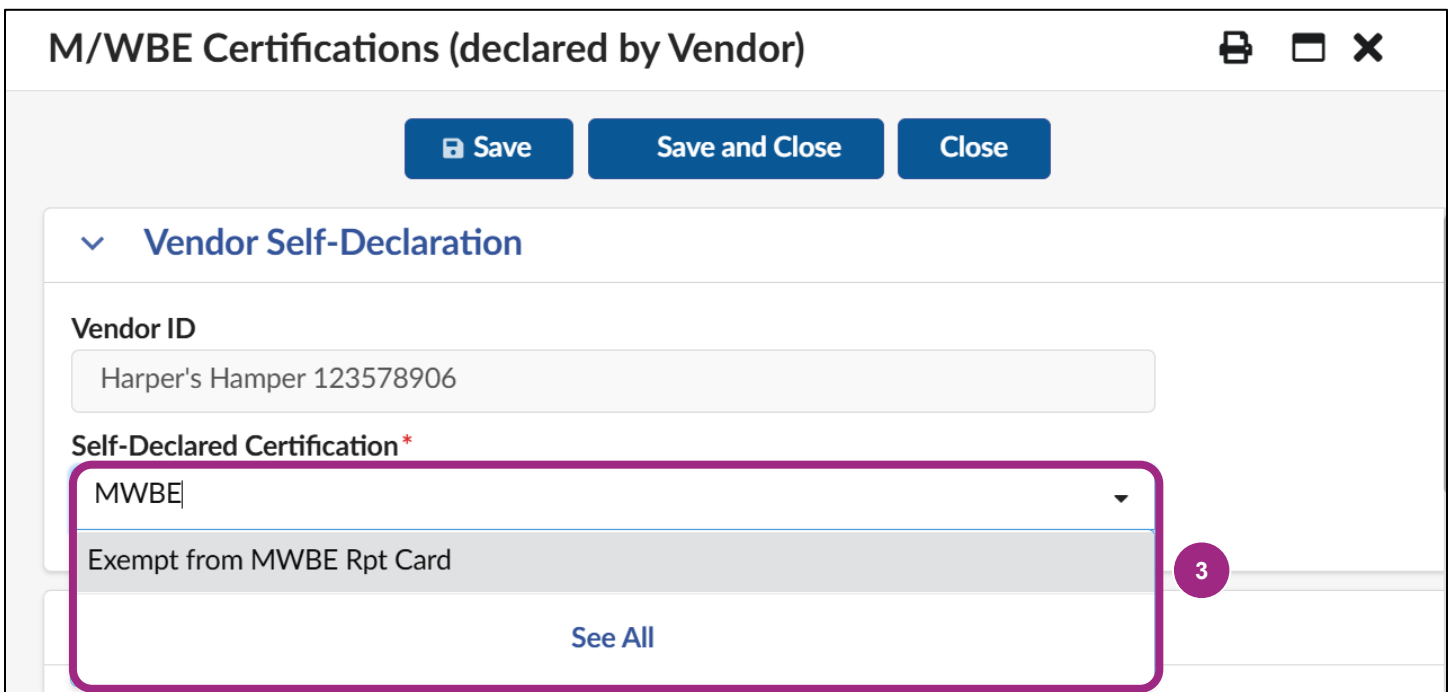 M/WBE Certifications (declared by Vendor)
Save
Save and Close
Close
Vendor Self-Declaration
Vendor ID
Harper's Hamper 123578906
Self-Declared Certification*
MWBE
Exempt from MWBE Rpt Card
3
See All